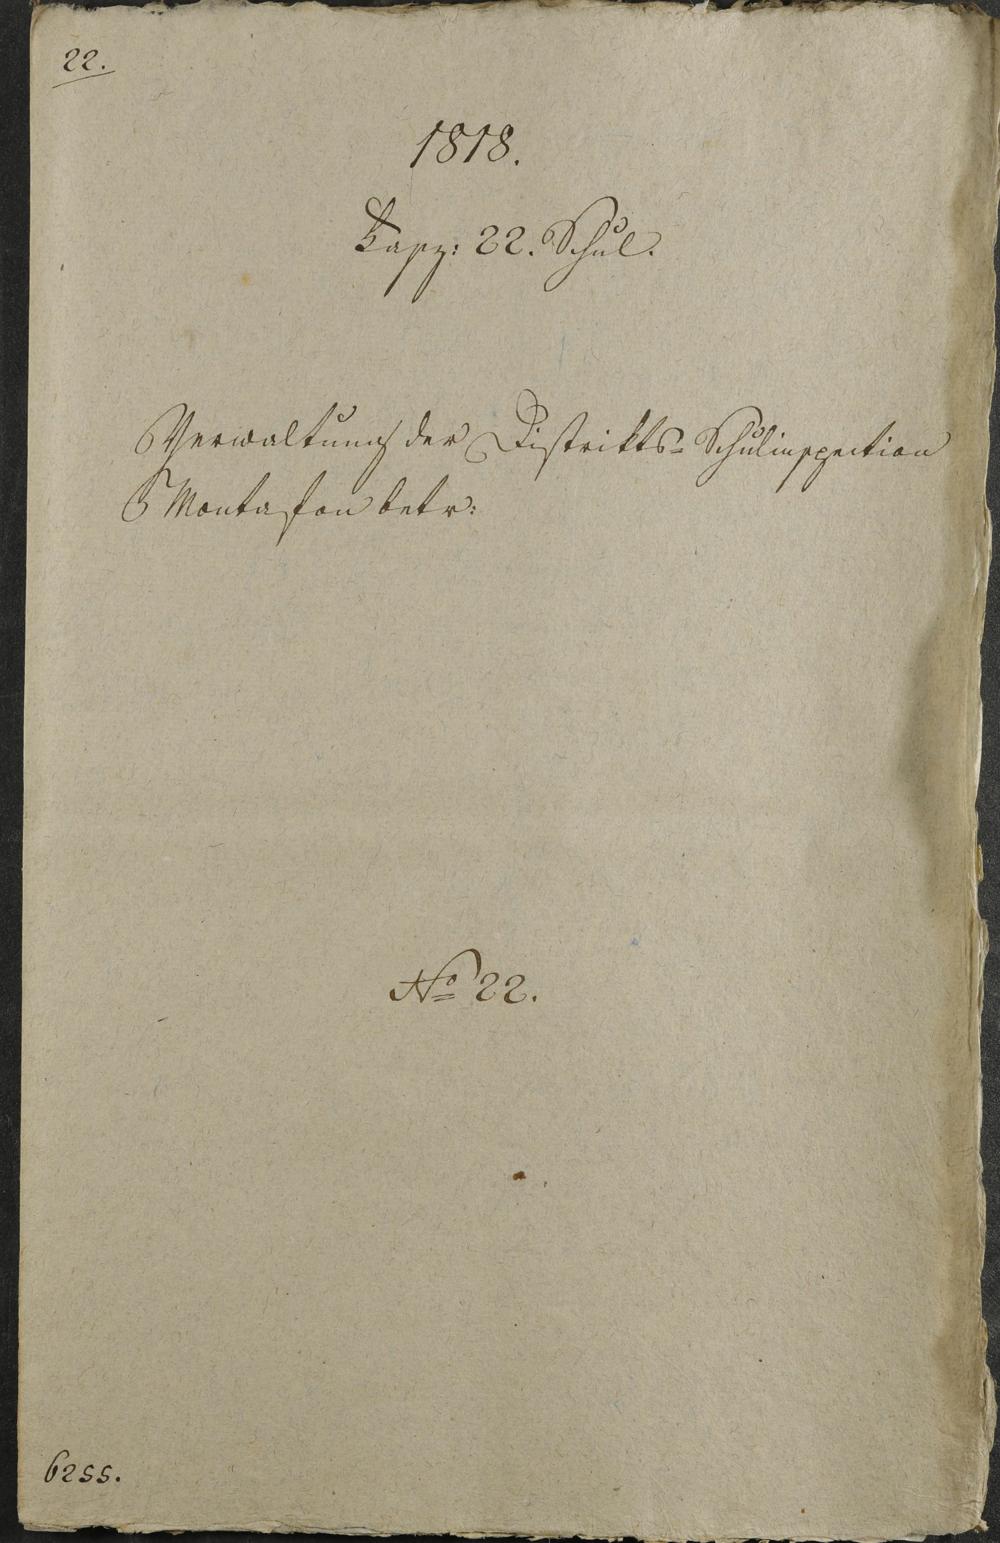 22.
1818.
Fasz: 22. Schul.
Verwaltung der Distrikts=Schulinspection
Montafon betr:
No 22.
6255.